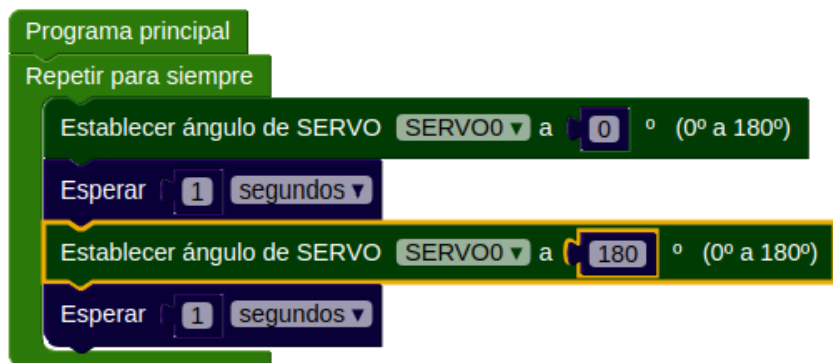 Programa principal
Repetir para siempre
Establecer ángulo de SERVO SERVO0 a 0 º (0º a 180º)
Esperar 1 segundos
Establecer ángulo de SERVO SERVO0 a 180 º (0º a 180º)
Esperar 1 segundos